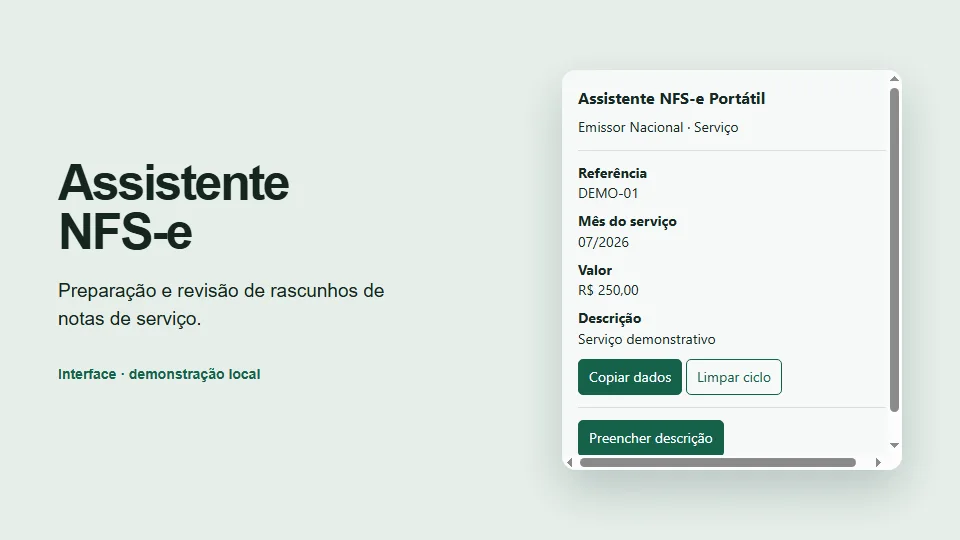 Assistente
NFS-e
Preparação e revisão de rascunhos de
notas de serviço.
Interface · demonstração local
Assistente NFS-e Portátil
Emissor Nacional · Serviço
Referência
DEMO-01
Mês do serviço
07/2026
Valor
R$ 250,00
Descrição
Serviço demonstrativo
Copiar dados
Limpar ciclo
Preencher descrição